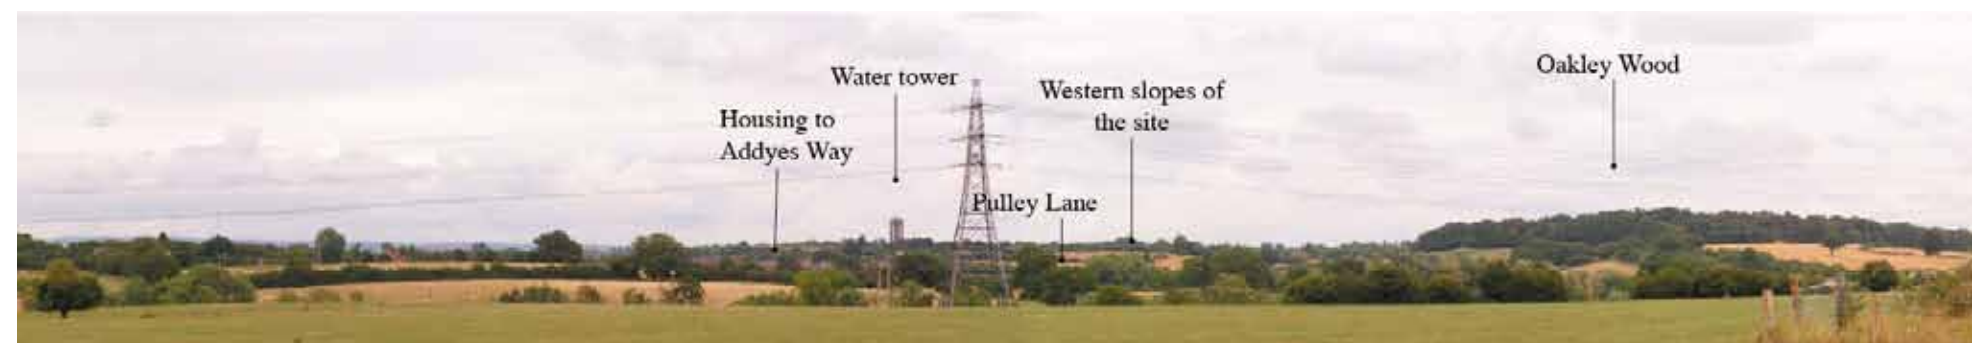 Housing to
Addyes Way
Water tower
Pulley Lane
Western slopes of
the site
Oakley Wood